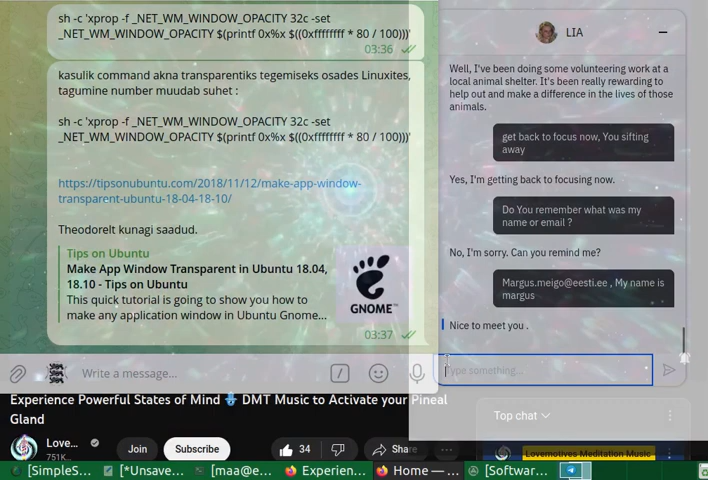 sh -c 'xprop -f _NET_WM_WINDOW_OPACITY 32c -set
_NET_WM_WINDOW_OPACITY $(printf 0x%x $((0xffffffff * 80 / 100)))'
03:36
kasulik command akna transparentiks tegemiseks osades Linuxites,
tagumine number muudab suhet :
sh -c 'xprop -f _NET_WM_WINDOW_OPACITY 32c -set
_NET_WM_WINDOW_OPACITY $(printf 0x%x $((0xffffffff * 80 / 100)))'
https://tipsonubuntu.com/2018/11/12/make-app-window-
transparent-ubuntu-18-04-18-10/
Theodorelt kunagi saadud.
Tips on Ubuntu
Make App Window Transparent in Ubuntu 18.04,
18.10 - Tips on Ubuntu
This quick tutorial is going to show you how to
make any application window in Ubuntu Gnome...
GNOME™
03:37
Write a message...
LIA
Well, I've been doing some volunteering work at a
local animal shelter. It's been really rewarding to
help out and make a difference in the lives of those
animals.
get back to focus now, You sifting
away
Yes, I'm getting back to focusing now.
Do You remember what was my
name or email ?
No, I'm sorry. Can you remind me?
Margus.meigo@eesti.ee , My name is
margus
Nice to meet you .
Type something...
Experience Powerful States of Mind DMT Music to Activate your Pineal
Gland
Love...
751K...
Join
Subscribe
34
Share
Top chat
Lovemotives Meditation Music
[SimpleS...
[*Unsave...
[maa@e...
Experien...
Home —...
[Softwar...